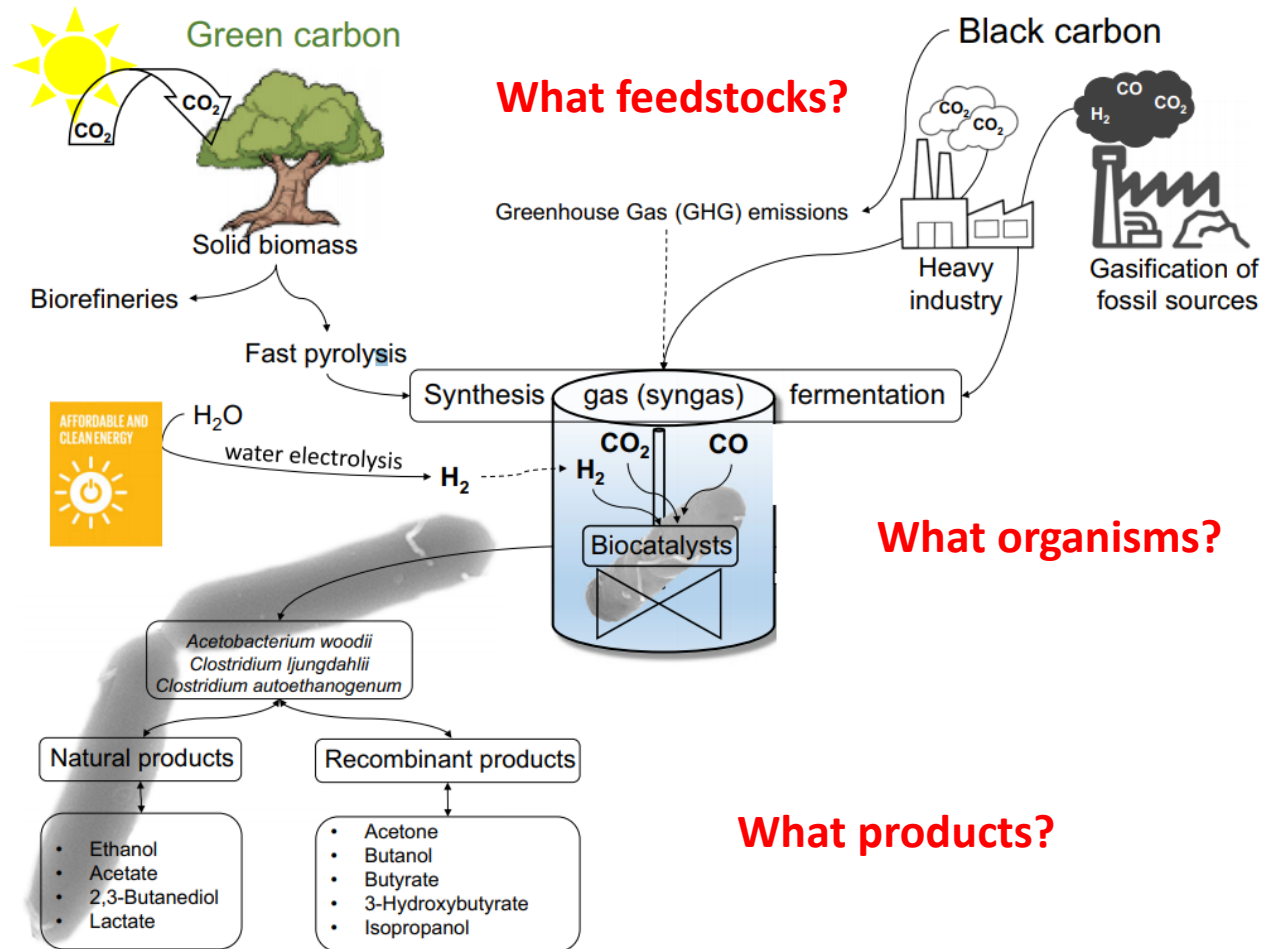 Green carbon
Black carbon
What feedstocks?
CO2
CO2
CO2
CO2
CO
H2
CO2
Greenhouse Gas (GHG) emissions
Solid biomass
Heavy
industry
Gasification of
fossil sources
Biorefineries
Fast pyrolysis
Synthesis gas (syngas) fermentation
AFFORDABLE AND
CLEAN ENERGY
H2O
water electrolysis
H2
CO2
CO
H2
Biocatalysts
What organisms?
Acetobacterium woodii
Clostridium ljungdahlii
Clostridium autoethanogenum
Natural products
Recombinant products
What products?
• Ethanol
• Acetate
• 2,3-Butanediol
• Lactate
• Acetone
• Butanol
• Butyrate
• 3-Hydroxybutyrate
• Isopropanol